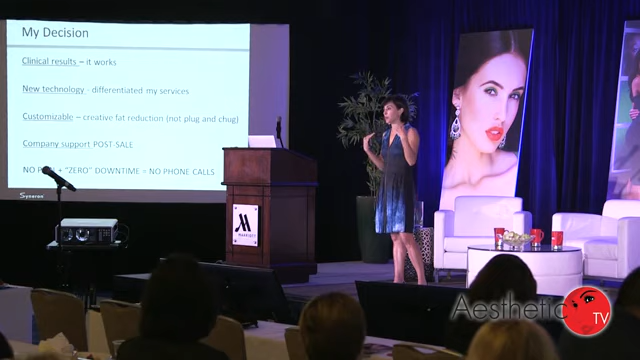 My Decision
Clinical results – it works
New technology - differentiated my services
Customizable – creative fat reduction (not plug and chug)
Company support POST-SALE
NO + "ZERO" DOWNTIME = NO PHONE CALLS
Syneron
MARRIOTT
Aesthetic
TV